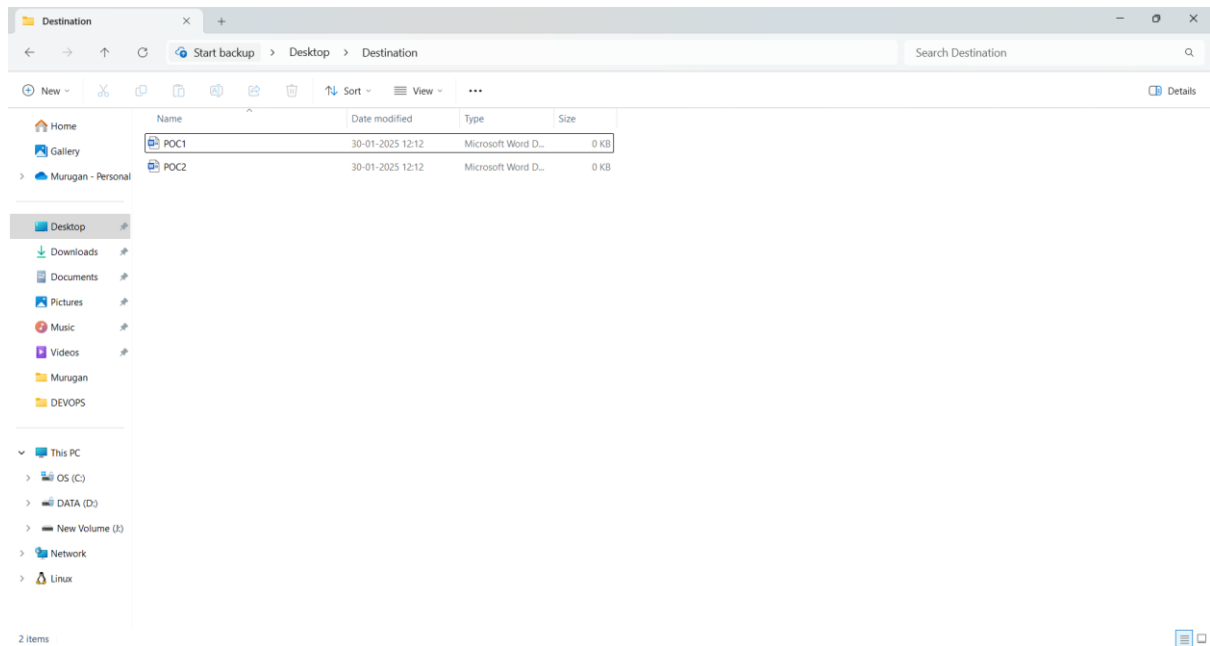 Destination
Start backup > Desktop > Destination
Search Destination
New
Sort
View
Details
Name Date modified Type Size
POC1 30-01-2025 12:12 Microsoft Word D... 0 KB
POC2 30-01-2025 12:12 Microsoft Word D... 0 KB
Home
Gallery
Murugan - Personal
Desktop
Downloads
Documents
Pictures
Music
Videos
Murugan
DEVOPS
This PC
OS (C:)
DATA (D:)
New Volume (J:)
Network
Linux
2 items